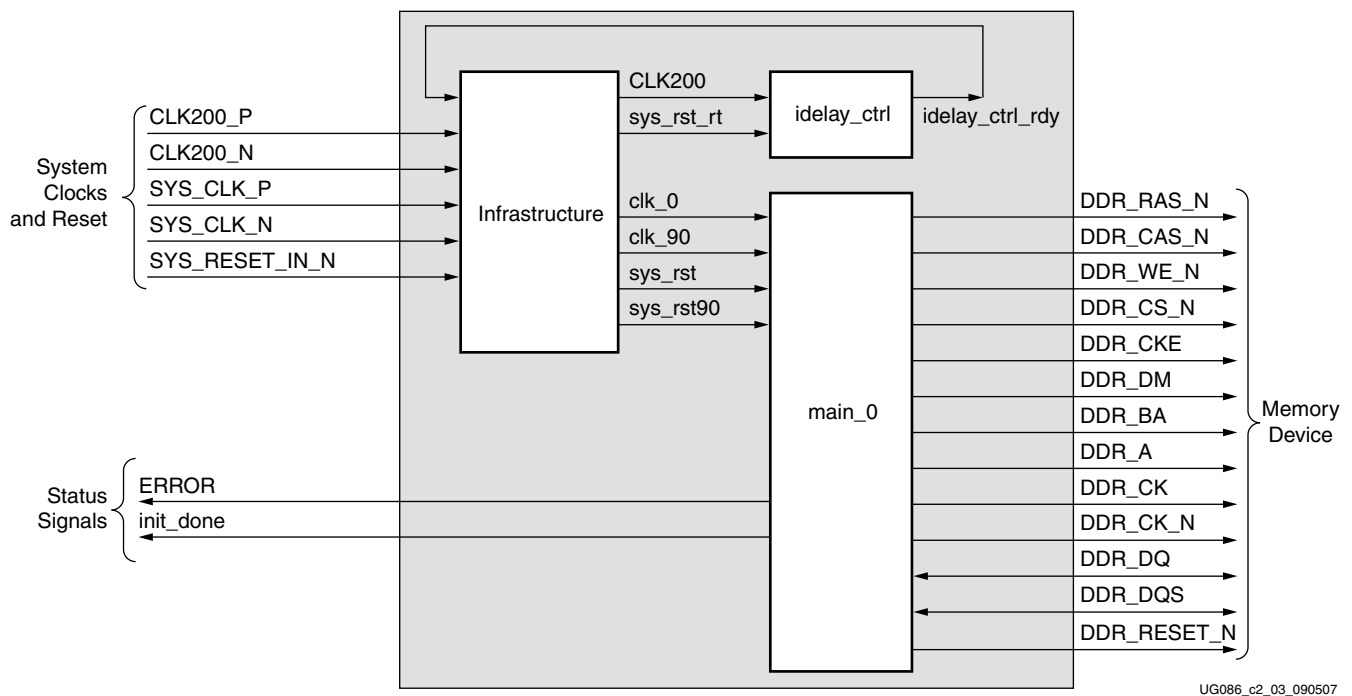 System
Clocks
and Reset
CLK200_P
CLK200_N
SYS_CLK_P
SYS_CLK_N
SYS_RESET_IN_N
Infrastructure
CLK200
sys_rst_rt
idelay_ctrl
idelay_ctrl_rdy
clk_0
clk_90
sys_rst
sys_rst90
main_0
DDR_RAS_N
DDR_CAS_N
DDR_WE_N
DDR_CS_N
DDR_CKE
DDR_DM
DDR_BA
DDR_A
DDR_CK
DDR_CK_N
DDR_DQ
DDR_DQS
DDR_RESET_N
Memory
Device
Status
Signals
ERROR
init_done
UG086_c2_03_090507